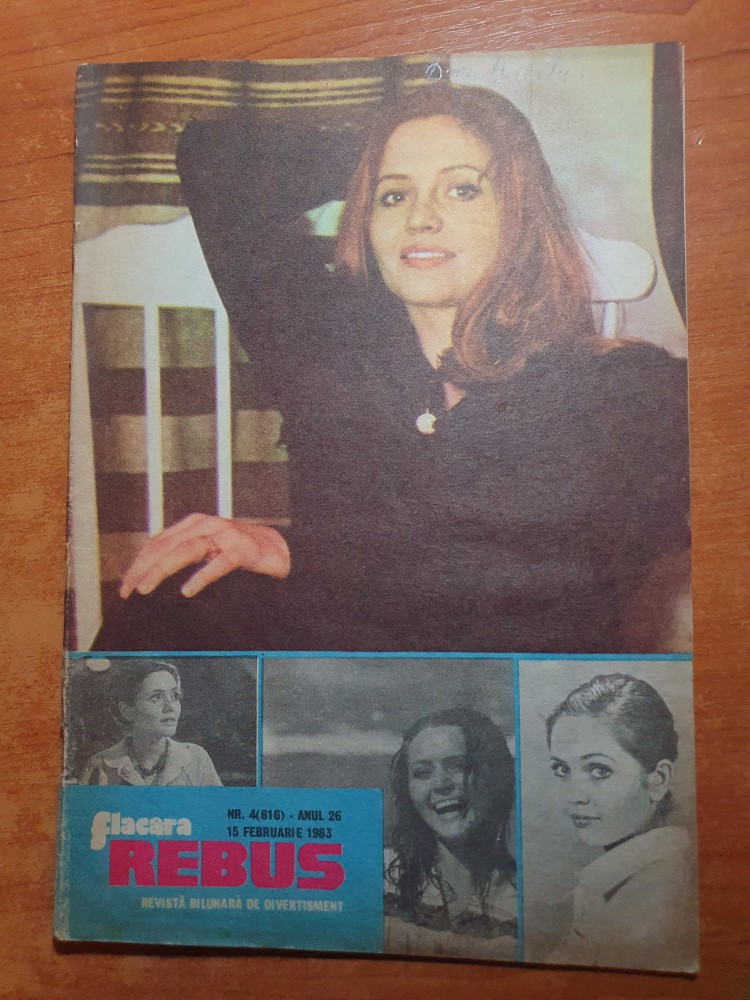 NR. 4(616) - ANUL 26
15 FEBRUARIE 1983
flacara
REBUS
REVISTĂ BILUNARĂ DE DIVERTISMENT